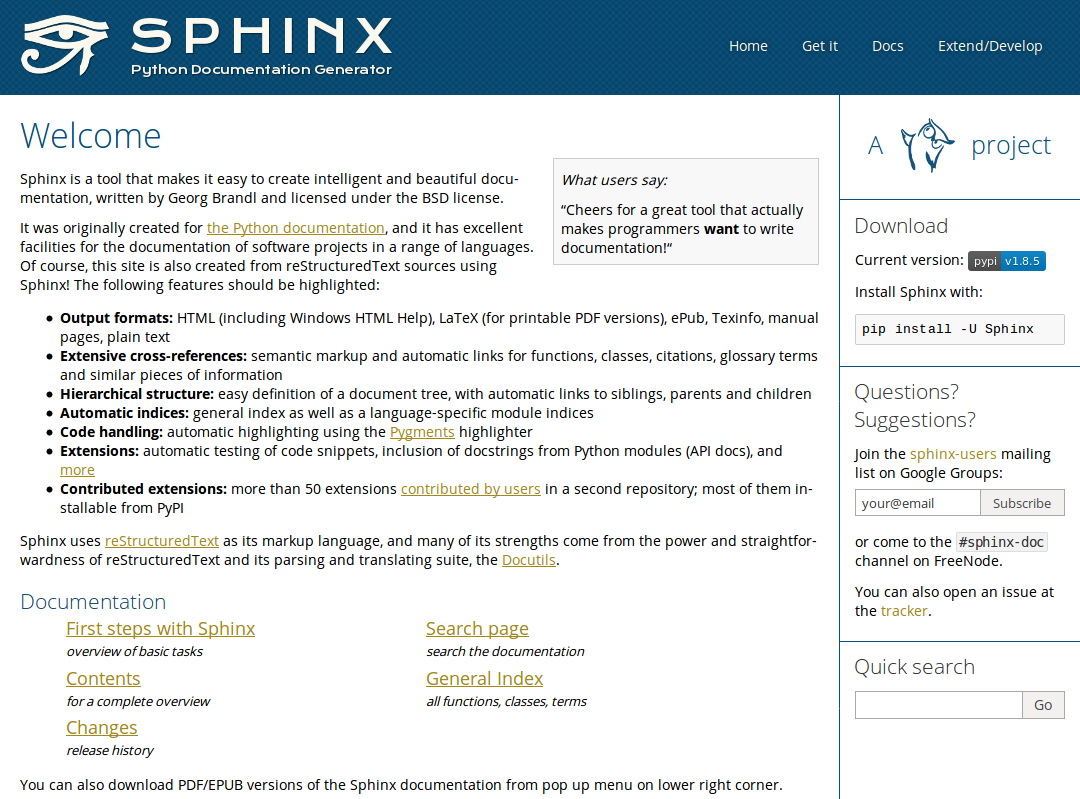 SPHINX
Python Documentation Generator
Home Get it Docs Extend/Develop
Welcome
Sphinx is a tool that makes it easy to create intelligent and beautiful docu-
mentation, written by Georg Brandl and licensed under the BSD license.
What users say:
“Cheers for a great tool that actually
makes programmers want to write
documentation!“
It was originally created for the Python documentation, and it has excellent
facilities for the documentation of software projects in a range of languages.
Of course, this site is also created from reStructuredText sources using
Sphinx! The following features should be highlighted:
• Output formats: HTML (including Windows HTML Help), LaTeX (for printable PDF versions), ePub, Texinfo, manual
pages, plain text
• Extensive cross-references: semantic markup and automatic links for functions, classes, citations, glossary terms
and similar pieces of information
• Hierarchical structure: easy definition of a document tree, with automatic links to siblings, parents and children
• Automatic indices: general index as well as a language-specific module indices
• Code handling: automatic highlighting using the Pygments highlighter
• Extensions: automatic testing of code snippets, inclusion of docstrings from Python modules (API docs), and
more
• Contributed extensions: more than 50 extensions contributed by users in a second repository; most of them in-
stallable from PyPI
Sphinx uses reStructuredText as its markup language, and many of its strengths come from the power and straightfor-
wardness of reStructuredText and its parsing and translating suite, the Docutils.
Documentation
First steps with Sphinx
overview of basic tasks
Contents
for a complete overview
Changes
release history
Search page
search the documentation
General Index
all functions, classes, terms
You can also download PDF/EPUB versions of the Sphinx documentation from pop up menu on lower right corner.
A project
Download
Current version: pypi v1.8.5
Install Sphinx with:
pip install -U Sphinx
Questions?
Suggestions?
Join the sphinx-users mailing
list on Google Groups:
your@email Subscribe
or come to the #sphinx-doc
channel on FreeNode.
You can also open an issue at
the tracker.
Quick search
Go